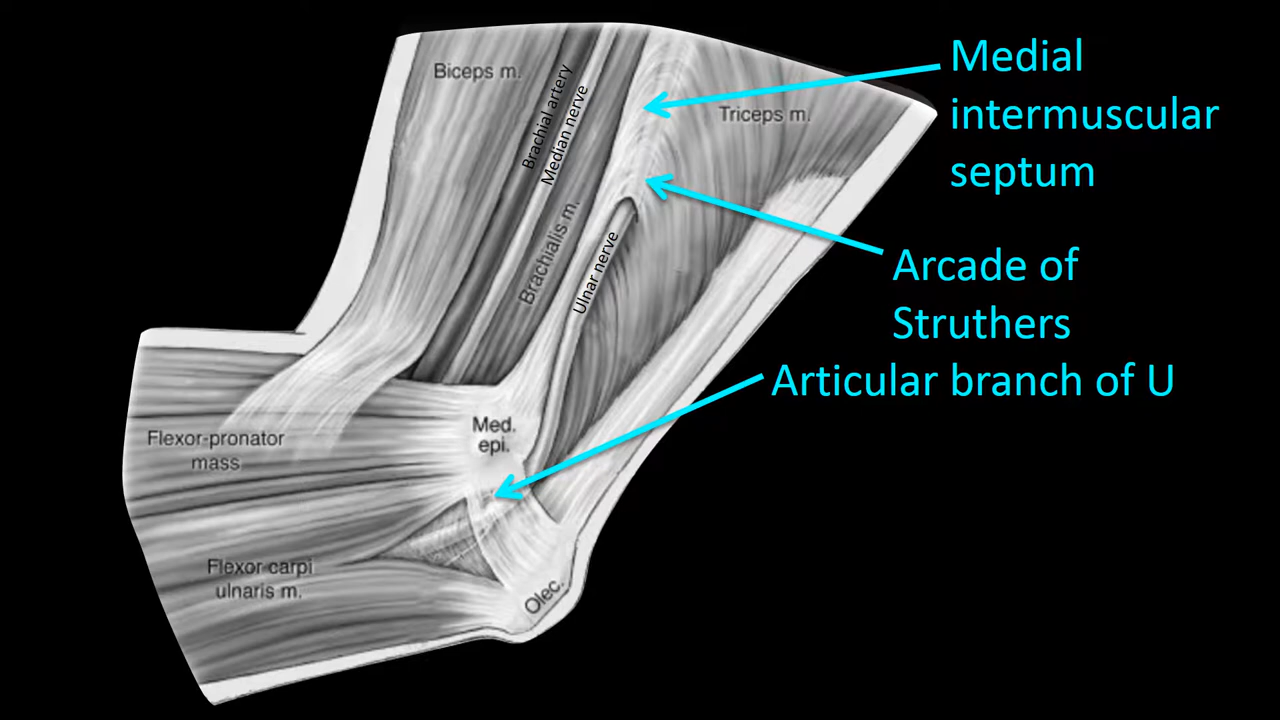 Biceps m.
Brachial artery
Median nerve
Brachialis m.
Ulnar nerve
Triceps m.
Medial
intermuscular
septum
Arcade of
Struthers
Articular branch of U
Med.
epi.
Flexor-pronator
mass
Flexor carpi
ulnaris m.
Olec.